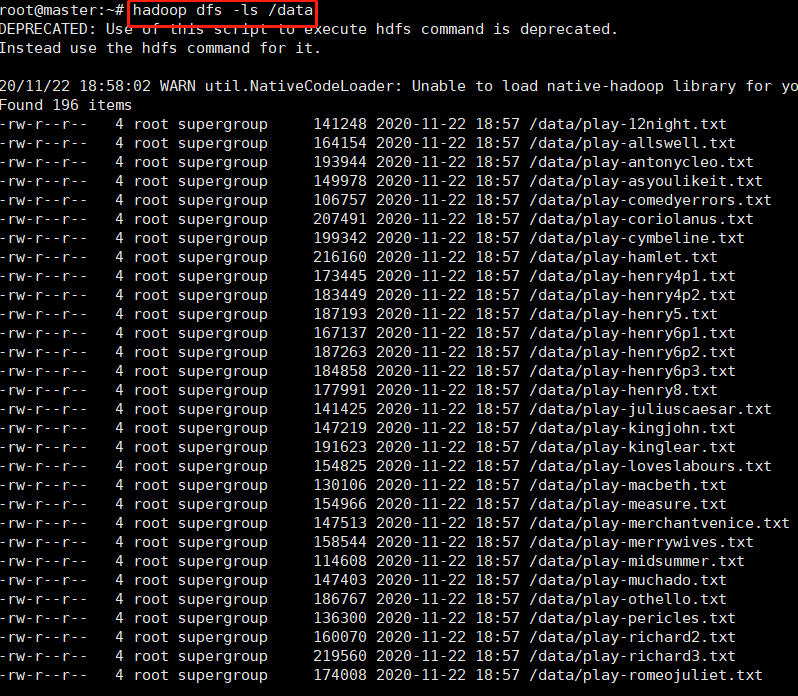 root@master:~# hadoop dfs -ls /data
DEPRECATED: Use of this script to execute hdfs command is deprecated.
Instead use the hdfs command for it.
20/11/22 18:58:02 WARN util.NativeCodeLoader: Unable to load native-hadoop library for yo
Found 196 items
-rw-r--r--   4 root supergroup     141248 2020-11-22 18:57 /data/play-12night.txt
-rw-r--r--   4 root supergroup     164154 2020-11-22 18:57 /data/play-allswell.txt
-rw-r--r--   4 root supergroup     193944 2020-11-22 18:57 /data/play-antonycleo.txt
-rw-r--r--   4 root supergroup     149978 2020-11-22 18:57 /data/play-asyoulikeit.txt
-rw-r--r--   4 root supergroup     106757 2020-11-22 18:57 /data/play-comedyerrors.txt
-rw-r--r--   4 root supergroup     207491 2020-11-22 18:57 /data/play-coriolanus.txt
-rw-r--r--   4 root supergroup     199342 2020-11-22 18:57 /data/play-cymbeline.txt
-rw-r--r--   4 root supergroup     216160 2020-11-22 18:57 /data/play-hamlet.txt
-rw-r--r--   4 root supergroup     173445 2020-11-22 18:57 /data/play-henry4p1.txt
-rw-r--r--   4 root supergroup     183449 2020-11-22 18:57 /data/play-henry4p2.txt
-rw-r--r--   4 root supergroup     187193 2020-11-22 18:57 /data/play-henry5.txt
-rw-r--r--   4 root supergroup     167137 2020-11-22 18:57 /data/play-henry6p1.txt
-rw-r--r--   4 root supergroup     187263 2020-11-22 18:57 /data/play-henry6p2.txt
-rw-r--r--   4 root supergroup     184858 2020-11-22 18:57 /data/play-henry6p3.txt
-rw-r--r--   4 root supergroup     177991 2020-11-22 18:57 /data/play-henry8.txt
-rw-r--r--   4 root supergroup     141425 2020-11-22 18:57 /data/play-juliuscaesar.txt
-rw-r--r--   4 root supergroup     147219 2020-11-22 18:57 /data/play-kingjohn.txt
-rw-r--r--   4 root supergroup     191623 2020-11-22 18:57 /data/play-kinglear.txt
-rw-r--r--   4 root supergroup     154825 2020-11-22 18:57 /data/play-loveslabours.txt
-rw-r--r--   4 root supergroup     130106 2020-11-22 18:57 /data/play-macbeth.txt
-rw-r--r--   4 root supergroup     154966 2020-11-22 18:57 /data/play-measure.txt
-rw-r--r--   4 root supergroup     147513 2020-11-22 18:57 /data/play-merchantvenice.txt
-rw-r--r--   4 root supergroup     158544 2020-11-22 18:57 /data/play-merrywives.txt
-rw-r--r--   4 root supergroup     114608 2020-11-22 18:57 /data/play-midsummer.txt
-rw-r--r--   4 root supergroup     147403 2020-11-22 18:57 /data/play-muchado.txt
-rw-r--r--   4 root supergroup     186767 2020-11-22 18:57 /data/play-othello.txt
-rw-r--r--   4 root supergroup     136300 2020-11-22 18:57 /data/play-pericles.txt
-rw-r--r--   4 root supergroup     160070 2020-11-22 18:57 /data/play-richard2.txt
-rw-r--r--   4 root supergroup     219560 2020-11-22 18:57 /data/play-richard3.txt
-rw-r--r--   4 root supergroup     174008 2020-11-22 18:57 /data/play-romeojuliet.txt